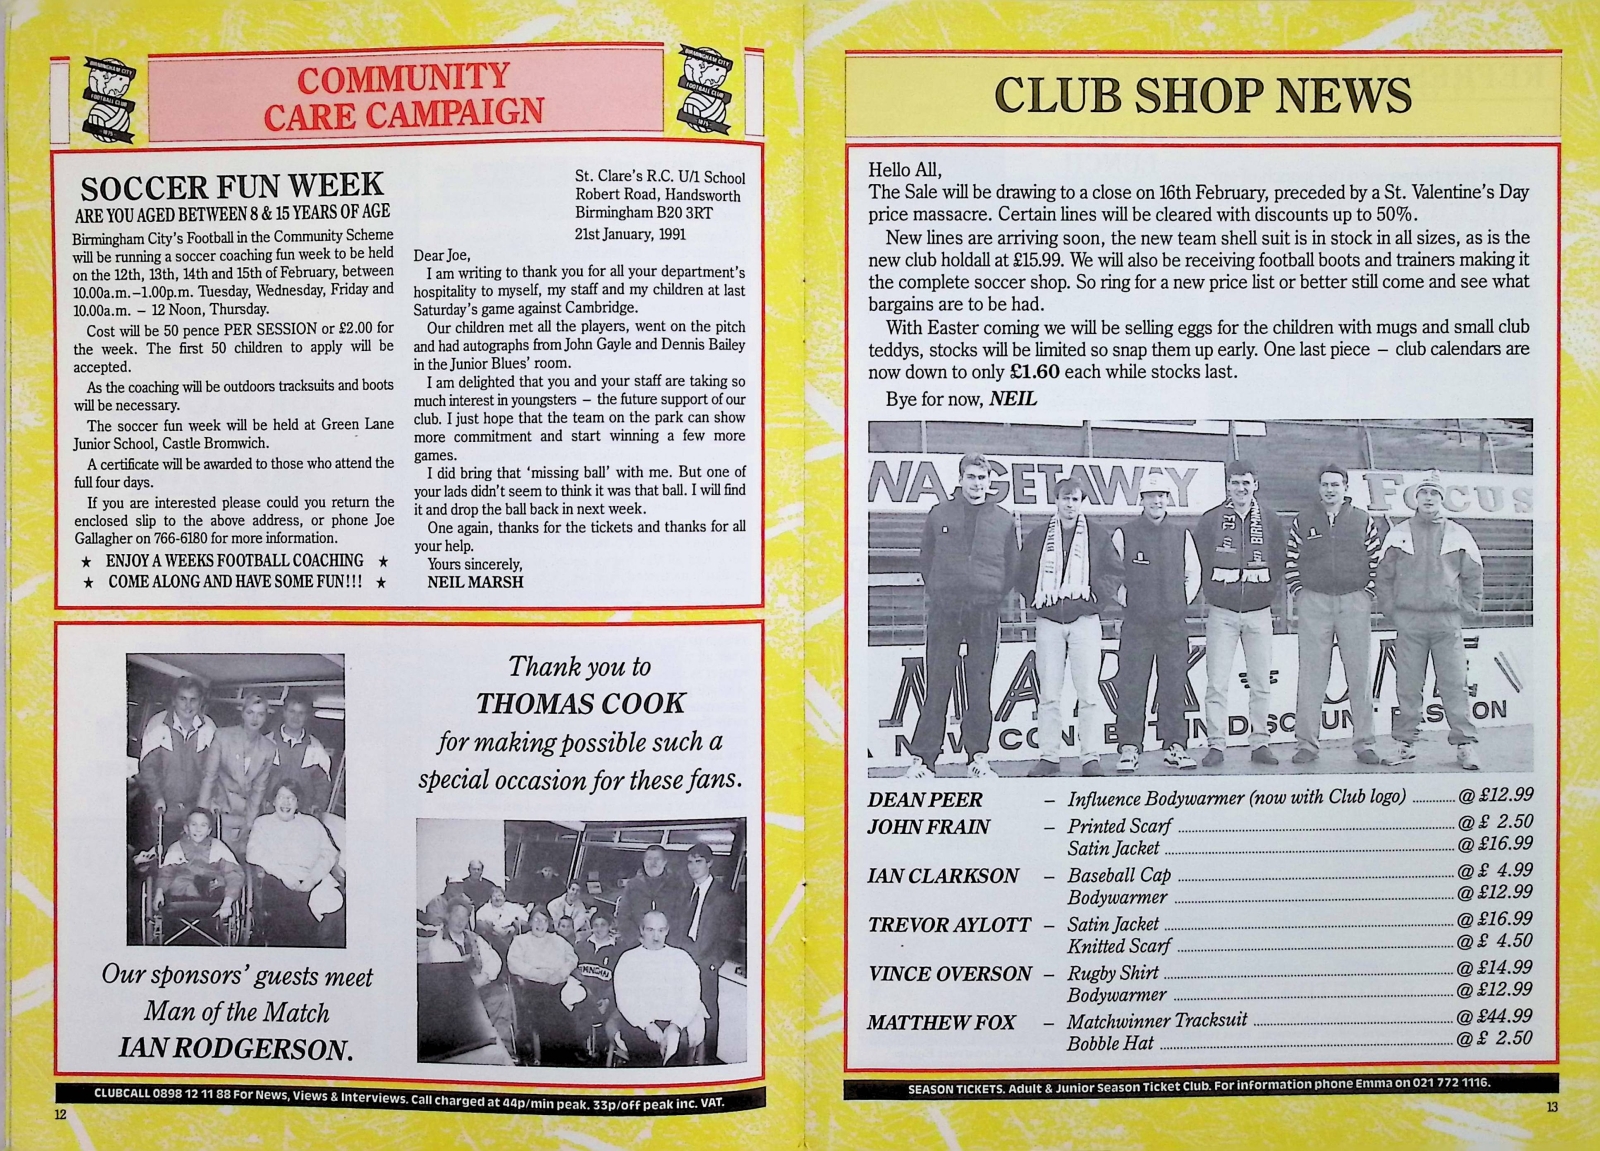 BIRMINGHAM CITY
FOOTBALL CLUB
1875
COMMUNITY
CARE CAMPAIGN
BIRMINGHAM CITY
FOOTBALL CLUB
1875
SOCCER FUN WEEK
ARE YOU AGED BETWEEN 8 & 15 YEARS OF AGE
Birmingham City's Football in the Community Scheme
will be running a soccer coaching fun week to be held
on the 12th, 13th, 14th and 15th of February, between
10.00a.m.–1.00p.m. Tuesday, Wednesday, Friday and
10.00a.m. – 12 Noon, Thursday.
Cost will be 50 pence PER SESSION or £2.00 for
the week. The first 50 children to apply will be
accepted.
As the coaching will be outdoors tracksuits and boots
will be necessary.
The soccer fun week will be held at Green Lane
Junior School, Castle Bromwich.
A certificate will be awarded to those who attend the
full four days.
If you are interested please could you return the
enclosed slip to the above address, or phone Joe
Gallagher on 766-6180 for more information.
★ ENJOY A WEEKS FOOTBALL COACHING ★
★ COME ALONG AND HAVE SOME FUN!!! ★
St. Clare's R.C. U/1 School
Robert Road, Handsworth
Birmingham B20 3RT
21st January, 1991
Dear Joe,
I am writing to thank you for all your department's
hospitality to myself, my staff and my children at last
Saturday's game against Cambridge.
Our children met all the players, went on the pitch
and had autographs from John Gayle and Dennis Bailey
in the Junior Blues' room.
I am delighted that you and your staff are taking so
much interest in youngsters – the future support of our
club. I just hope that the team on the park can show
more commitment and start winning a few more
games.
I did bring that 'missing ball' with me. But one of
your lads didn't seem to think it was that ball. I will find
it and drop the ball back in next week.
One again, thanks for the tickets and thanks for all
your help.
Yours sincerely,
NEIL MARSH
Our sponsors' guests meet
Man of the Match
IAN RODGERSON.
Thank you to
THOMAS COOK
for making possible such a
special occasion for these fans.
CLUBCALL 0898 12 11 88 For News, Views & Interviews. Call charged at 44p/min peak. 33p/off peak inc. VAT.
12
CLUB SHOP NEWS
Hello All,
The Sale will be drawing to a close on 16th February, preceded by a St. Valentine's Day
price massacre. Certain lines will be cleared with discounts up to 50%.
New lines are arriving soon, the new team shell suit is in stock in all sizes, as is the
new club holdall at £15.99. We will also be receiving football boots and trainers making it
the complete soccer shop. So ring for a new price list or better still come and see what
bargains are to be had.
With Easter coming we will be selling eggs for the children with mugs and small club
teddys, stocks will be limited so snap them up early. One last piece – club calendars are
now down to only £1.60 each while stocks last.
Bye for now, NEIL
GETAWAY
FOCUS
MARK ONE
DEAN PEER – Influence Bodywarmer (now with Club logo) ............ @ £12.99
JOHN FRAIN – Printed Scarf ............ @ £ 2.50
Satin Jacket ............ @ £16.99
IAN CLARKSON – Baseball Cap ............ @ £ 4.99
Bodywarmer ............ @ £12.99
TREVOR AYLOTT – Satin Jacket ............ @ £16.99
Knitted Scarf ............ @ £ 4.50
VINCE OVERSON – Rugby Shirt ............ @ £14.99
Bodywarmer ............ @ £12.99
MATTHEW FOX – Matchwinner Tracksuit ............ @ £44.99
Bobble Hat ............ @ £ 2.50
SEASON TICKETS. Adult & Junior Season Ticket Club. For information phone Emma on 021 772 1116.
13